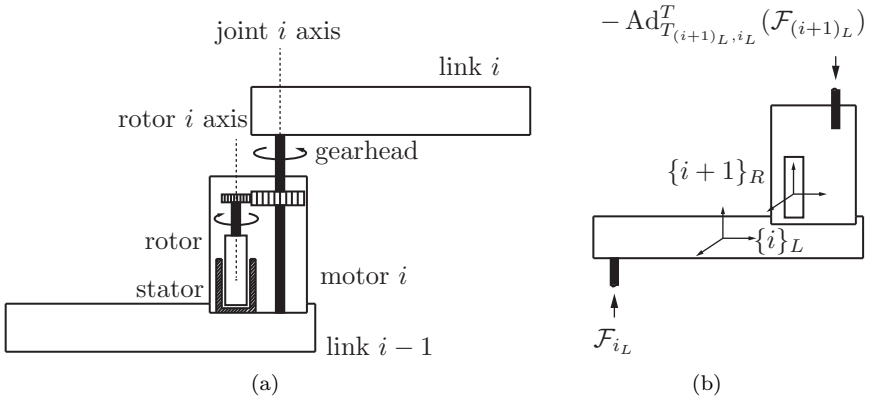 joint i axis
link i
rotor i axis
gearhead
rotor
stator
motor i
link i − 1
(a)
− Ad^T_{T_{(i+1)_L, i_L}} (F_{(i+1)_L})
{i + 1}_R
{i}_L
F_{i_L}
(b)